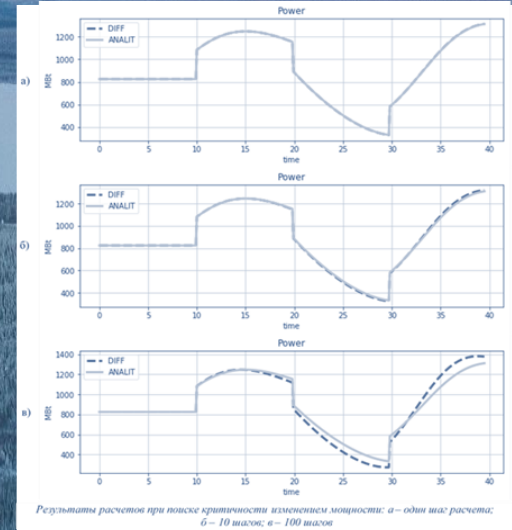 Power
a)
DIFF
ANALIT
MBt
1200
1000
800
600
400
0 5 10 15 20 25 30 35 40
time
Power
б)
DIFF
ANALIT
MBt
1200
1000
800
600
400
0 5 10 15 20 25 30 35 40
time
Power
в)
DIFF
ANALIT
MBt
1400
1200
1000
800
600
400
0 5 10 15 20 25 30 35 40
time
Результаты расчетов при поиске критичности изменением мощности: а – один шаг расчета;
б – 10 шагов; в – 100 шагов